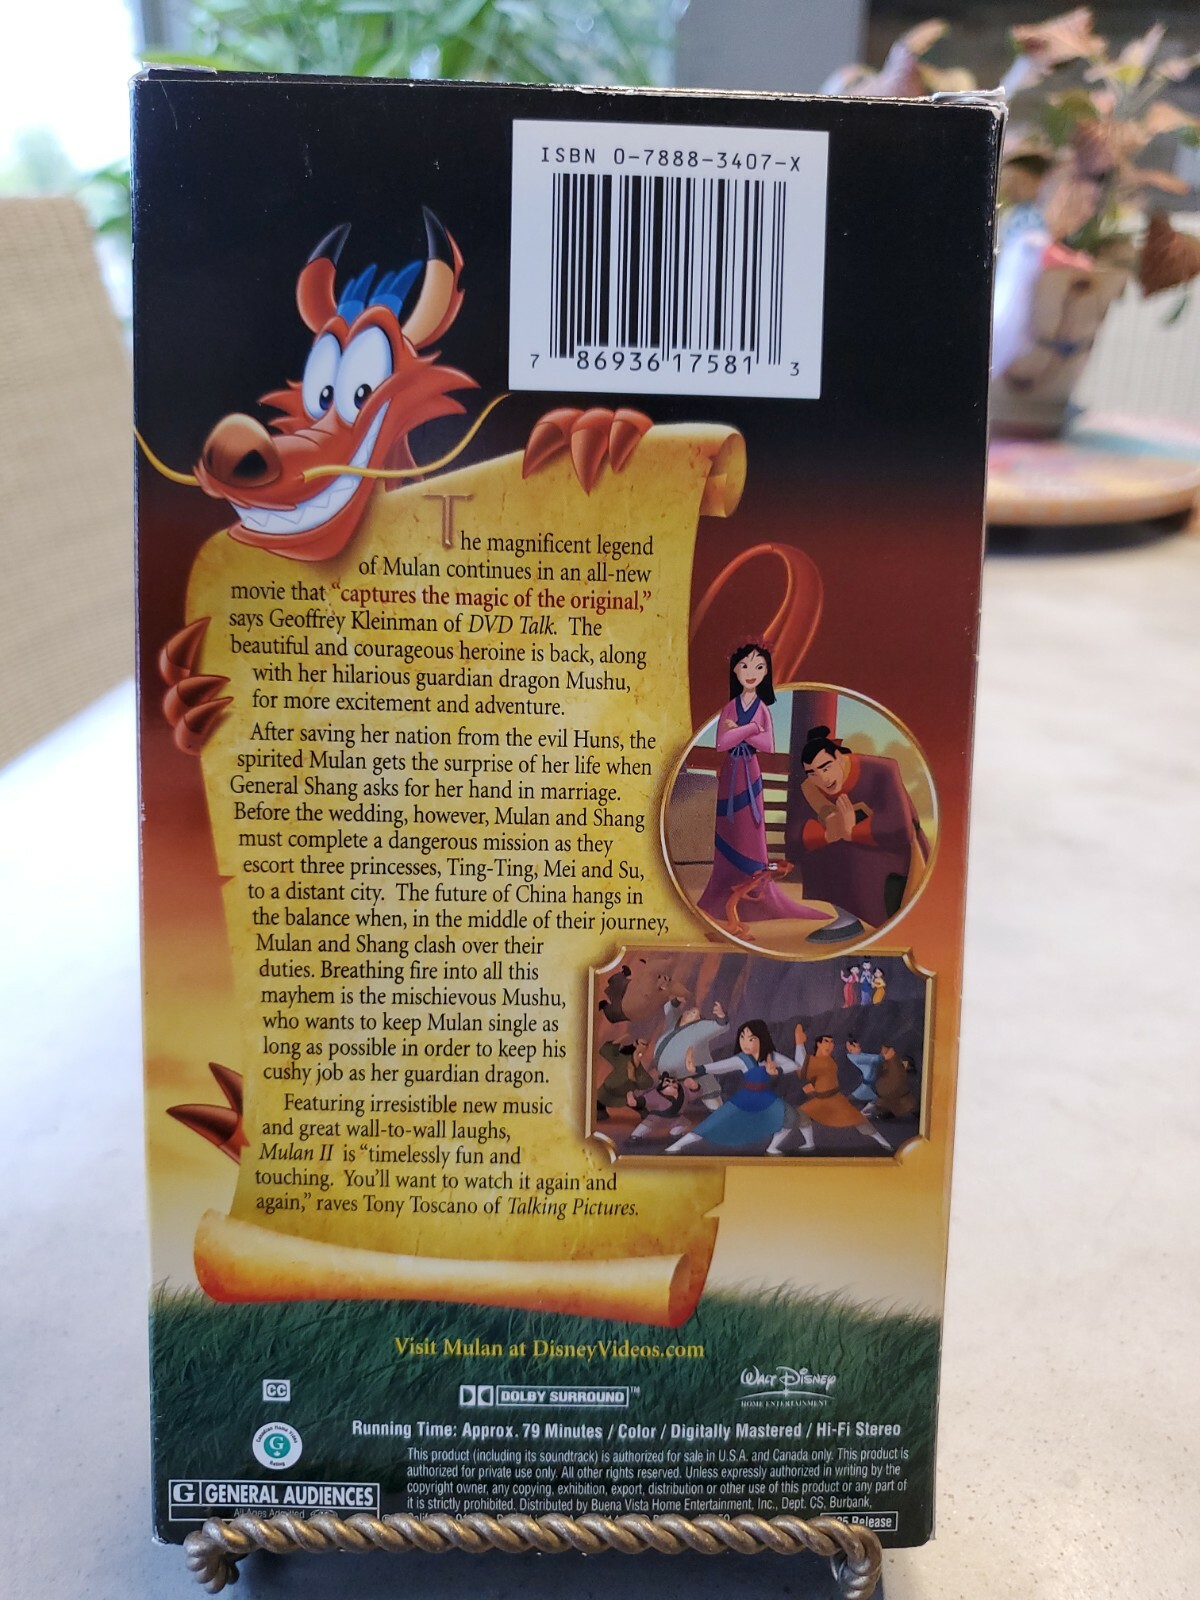 ISBN 0-7888-3407-X
7 86936 17581 3
The magnificent legend
of Mulan continues in an all-new
movie that “captures the magic of the original,”
says Geoffrey Kleinman of DVD Talk. The
beautiful and courageous heroine is back, along
with her hilarious guardian dragon Mushu,
for more excitement and adventure.
After saving her nation from the evil Huns, the
spirited Mulan gets the surprise of her life when
General Shang asks for her hand in marriage.
Before the wedding, however, Mulan and Shang
must complete a dangerous mission as they
escort three princesses, Ting-Ting, Mei and Su,
to a distant city. The future of China hangs in
the balance when, in the middle of their journey,
Mulan and Shang clash over their
duties. Breathing fire into all this
mayhem is the mischievous Mushu,
who wants to keep Mulan single as
long as possible in order to keep his
cushy job as her guardian dragon.
Featuring irresistible new music
and great wall-to-wall laughs,
Mulan II is “timelessly fun and
touching. You’ll want to watch it again and
again,” raves Tony Toscano of Talking Pictures.
Visit Mulan at DisneyVideos.com
CC
DOLBY SURROUND™
WALT DISNEY
HOME ENTERTAINMENT
Running Time: Approx. 79 Minutes / Color / Digitally Mastered / Hi-Fi Stereo
Canadian Home Video
G
Rating
This product (including its soundtrack) is authorized for sale in U.S.A. and Canada only. This product is
authorized for private use only. All other rights reserved. Unless expressly authorized in writing by the
copyright owner, any copying, exhibition, export, distribution or other use of this product or any part of
it is strictly prohibited. Distributed by Buena Vista Home Entertainment, Inc., Dept. CS, Burbank,
G GENERAL AUDIENCES
All Ages Admitted
Release